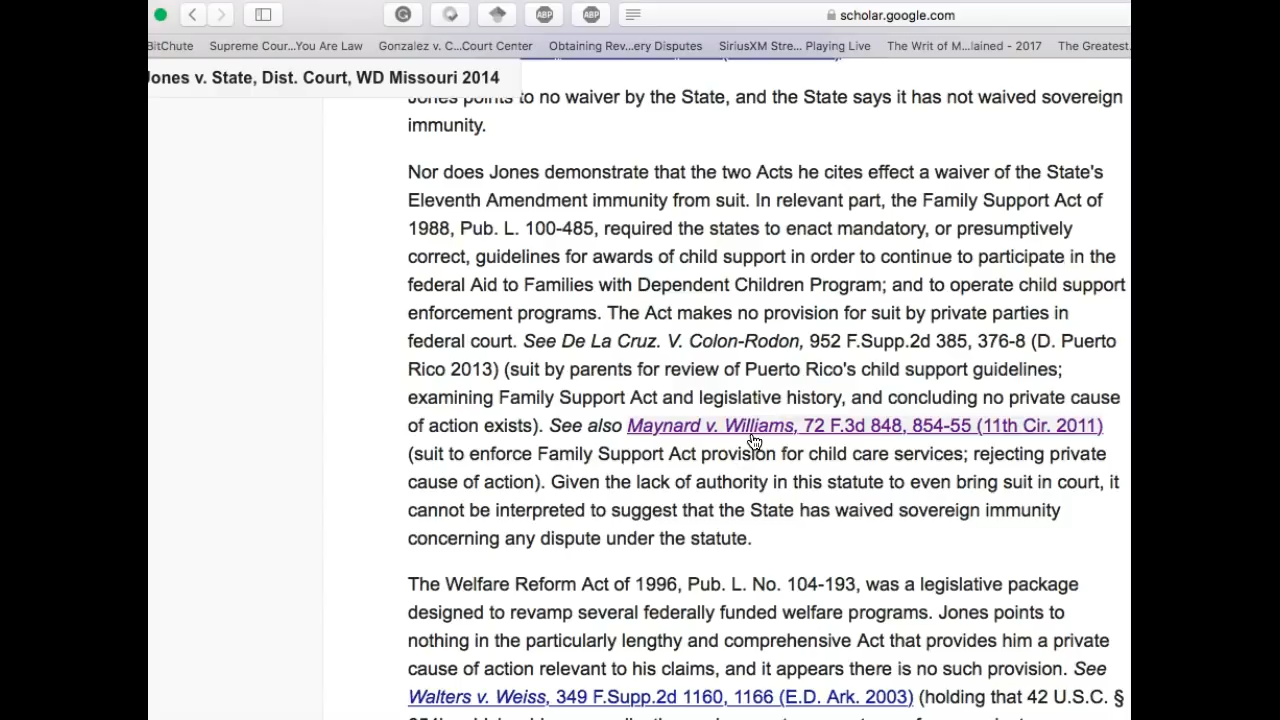 scholar.google.com
BitChute Supreme Cour...You Are Law Gonzalez v. C...Court Center Obtaining Rev...ery Disputes SiriusXM Stre... Playing Live The Writ of M...lained - 2017 The Greatest
Jones v. State, Dist. Court, WD Missouri 2014
Jones points to no waiver by the State, and the State says it has not waived sovereign
immunity.
Nor does Jones demonstrate that the two Acts he cites effect a waiver of the State's
Eleventh Amendment immunity from suit. In relevant part, the Family Support Act of
1988, Pub. L. 100-485, required the states to enact mandatory, or presumptively
correct, guidelines for awards of child support in order to continue to participate in the
federal Aid to Families with Dependent Children Program; and to operate child support
enforcement programs. The Act makes no provision for suit by private parties in
federal court. See De La Cruz. V. Colon-Rodon, 952 F.Supp.2d 385, 376-8 (D. Puerto
Rico 2013) (suit by parents for review of Puerto Rico's child support guidelines;
examining Family Support Act and legislative history, and concluding no private cause
of action exists). See also Maynard v. Williams, 72 F.3d 848, 854-55 (11th Cir. 2011)
(suit to enforce Family Support Act provision for child care services; rejecting private
cause of action). Given the lack of authority in this statute to even bring suit in court, it
cannot be interpreted to suggest that the State has waived sovereign immunity
concerning any dispute under the statute.
The Welfare Reform Act of 1996, Pub. L. No. 104-193, was a legislative package
designed to revamp several federally funded welfare programs. Jones points to
nothing in the particularly lengthy and comprehensive Act that provides him a private
cause of action relevant to his claims, and it appears there is no such provision. See
Walters v. Weiss, 349 F.Supp.2d 1160, 1166 (E.D. Ark. 2003) (holding that 42 U.S.C. §